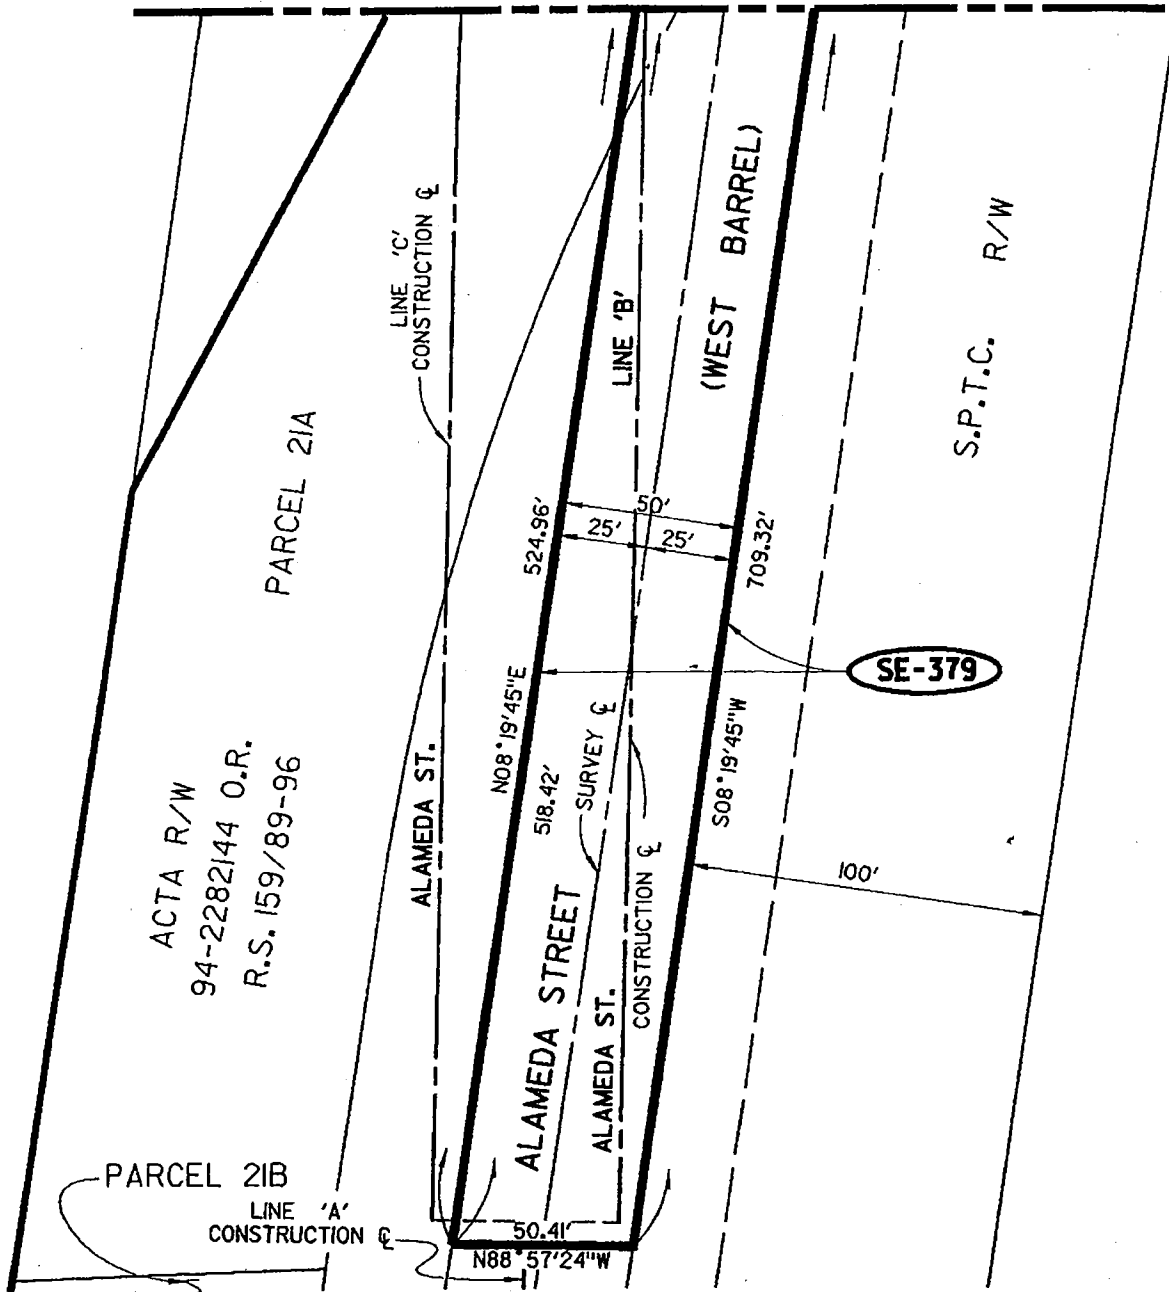 LINE 'C'
CONSTRUCTION ℄
LINE 'B'
(WEST BARREL)
S.P.T.C. R/W
PARCEL 21A
524.96'
50'
25'
25'
709.32'
SE-379
N08°19'45"E
518.42'
SURVEY ℄
S08°19'45"W
ACTA R/W
94-2282144 O.R.
R.S. 159/89-96
ALAMEDA ST.
100'
ALAMEDA STREET
CONSTRUCTION ℄
ALAMEDA ST.
PARCEL 21B
LINE 'A'
CONSTRUCTION ℄
50.41'
N88°57'24"W